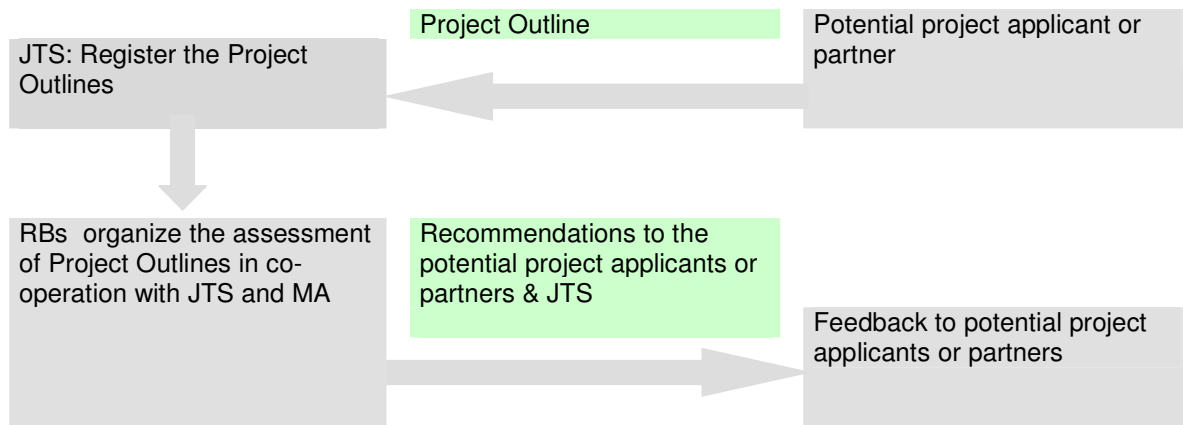 Project Outline
Potential project applicant or
partner
JTS: Register the Project
Outlines
RBs organize the assessment
of Project Outlines in co-
operation with JTS and MA
Recommendations to the
potential project applicants or
partners & JTS
Feedback to potential project
applicants or partners